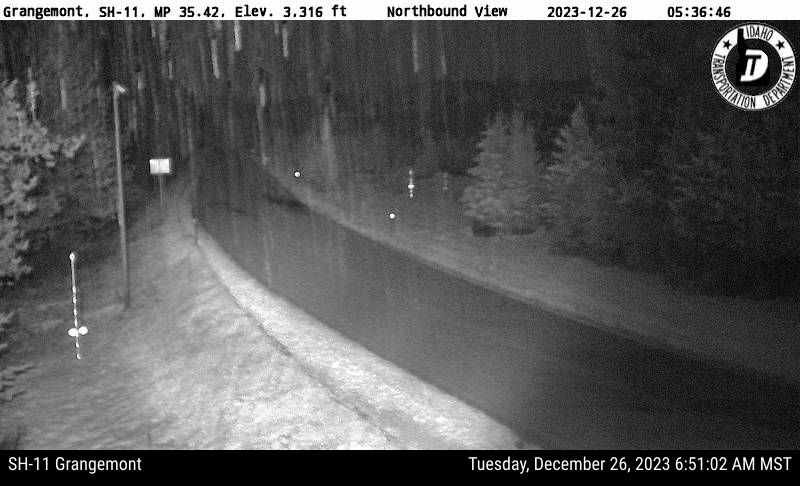 Grangemont, SH-11, MP 35.42, Elev. 3,316 ft Northbound View 2023-12-26 05:36:46
IDAHO
TRANSPORTATION DEPARTMENT
SH-11 Grangemont Tuesday, December 26, 2023 6:51:02 AM MST